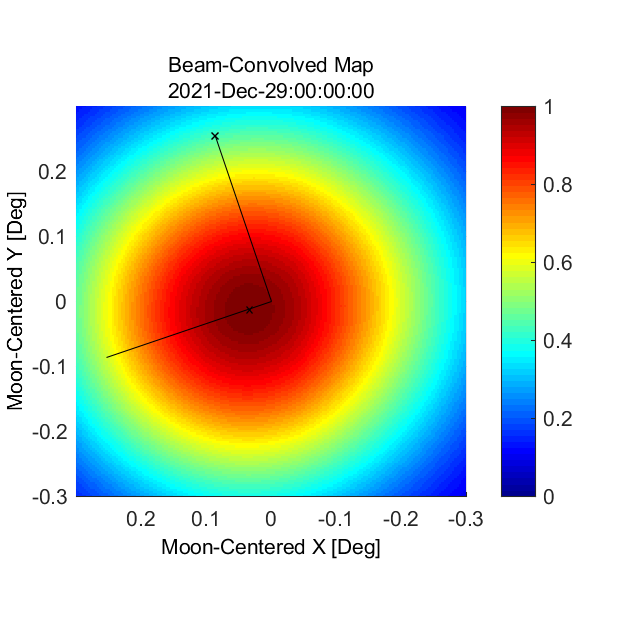 Beam-Convolved Map
2021-Dec-29:00:00:00
Moon-Centered Y [Deg]
0.2
0.1
0
-0.1
-0.2
-0.3
0.2 0.1 0 -0.1 -0.2 -0.3
Moon-Centered X [Deg]
1
0.8
0.6
0.4
0.2
0